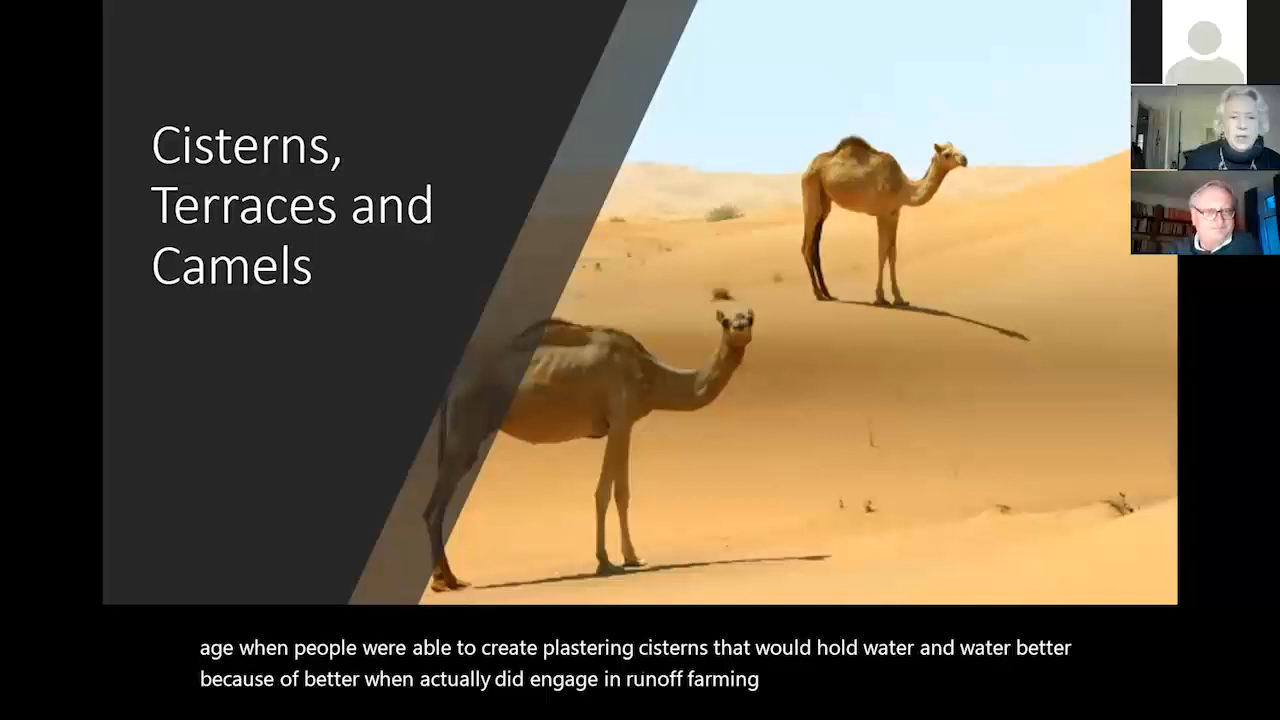 Cisterns,
Terraces and
Camels
age when people were able to create plastering cisterns that would hold water and water better
because of better when actually did engage in runoff farming